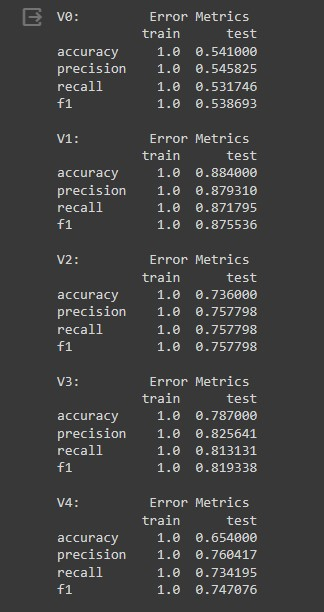 V0: Error Metrics
train test
accuracy 1.0 0.541000
precision 1.0 0.545825
recall 1.0 0.531746
f1 1.0 0.538693
V1: Error Metrics
train test
accuracy 1.0 0.884000
precision 1.0 0.879310
recall 1.0 0.871795
f1 1.0 0.875536
V2: Error Metrics
train test
accuracy 1.0 0.736000
precision 1.0 0.757798
recall 1.0 0.757798
f1 1.0 0.757798
V3: Error Metrics
train test
accuracy 1.0 0.787000
precision 1.0 0.825641
recall 1.0 0.813131
f1 1.0 0.819338
V4: Error Metrics
train test
accuracy 1.0 0.654000
precision 1.0 0.760417
recall 1.0 0.734195
f1 1.0 0.747076